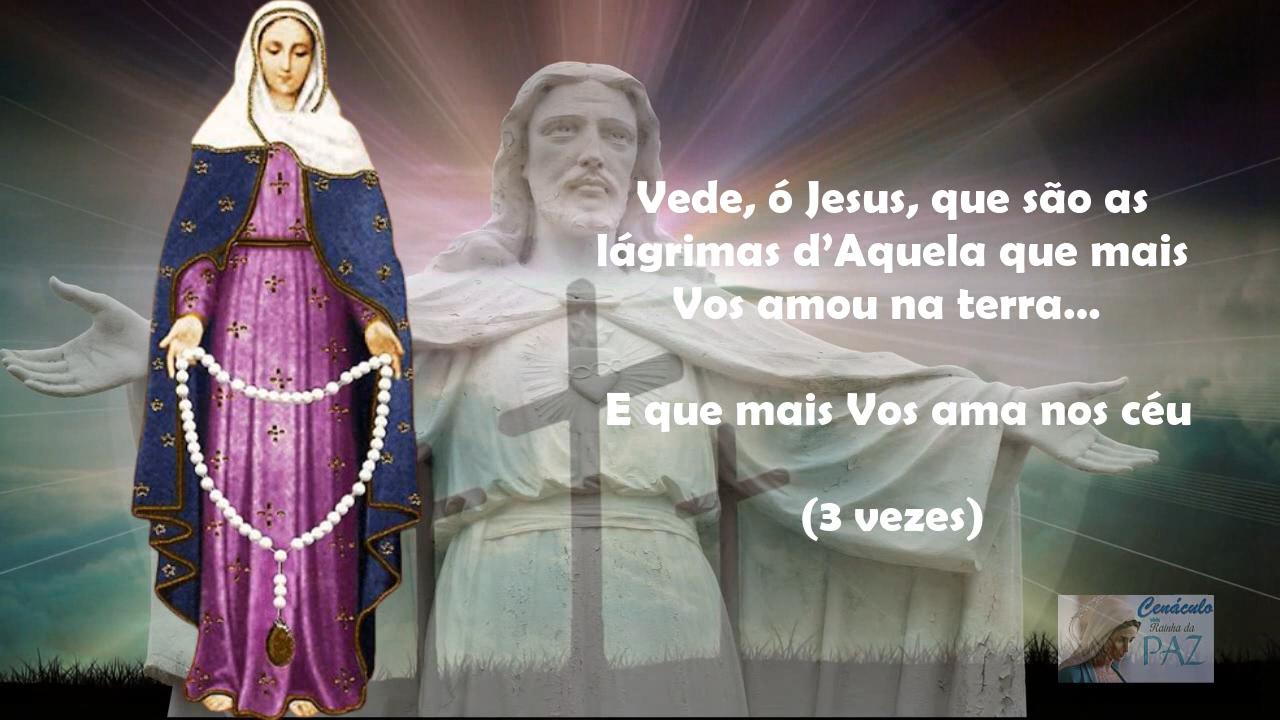 Vede, ó Jesus, que são as
lágrimas d’Aquela que mais
Vos amou na terra...
E que mais Vos ama nos céu
(3 vezes)
Cenáculo
Rainha da
PAZ